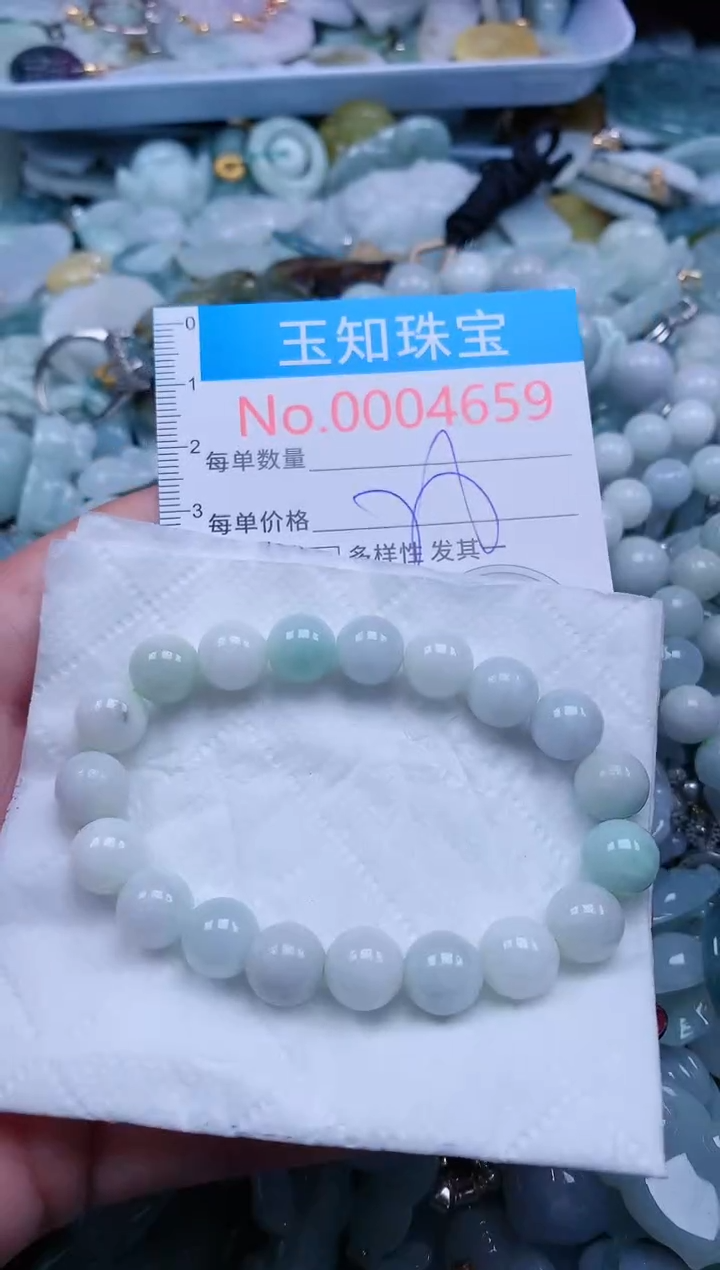 玉知珠宝
No.0004659
0
1
每单数量
2
每单价格
3
多样性 发其一